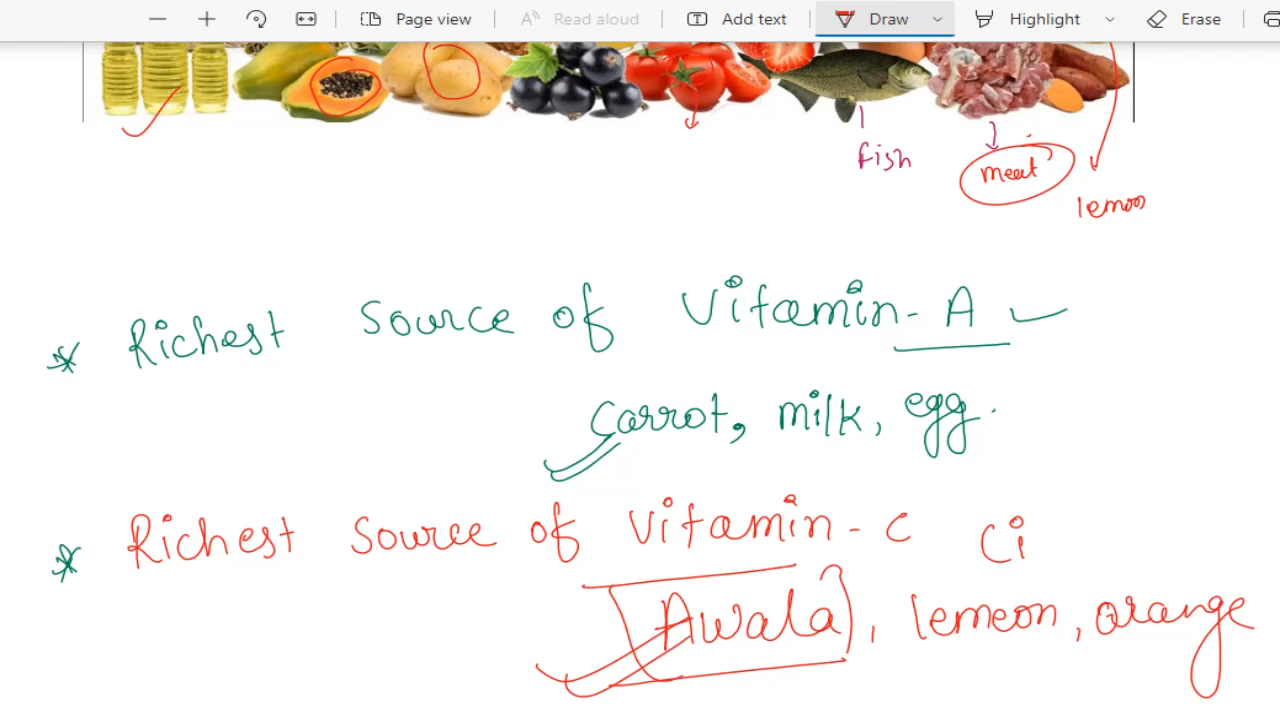 Page view Read aloud Add text Draw Highlight Erase
fish
meat
lemon
* Richest source of Vitamin-A
Carrot, milk, egg.
* Richest source of Vitamin-C Ci
Awala, lemeon, orange